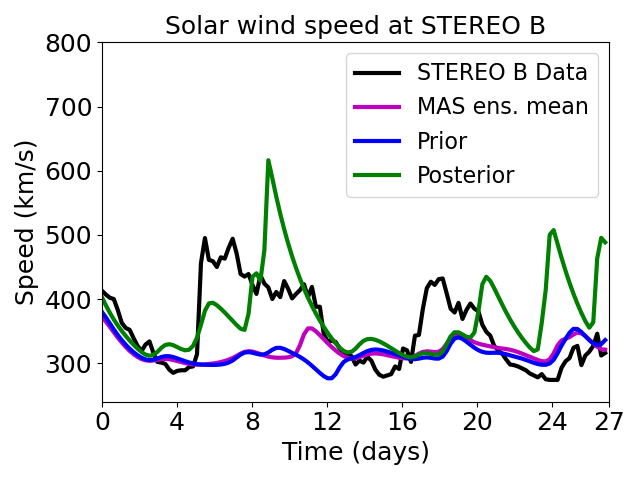 Solar wind speed at STEREO B
STEREO B Data
MAS ens. mean
Prior
Posterior
Speed (km/s)
800
700
600
500
400
300
0 4 8 12 16 20 24 27
Time (days)